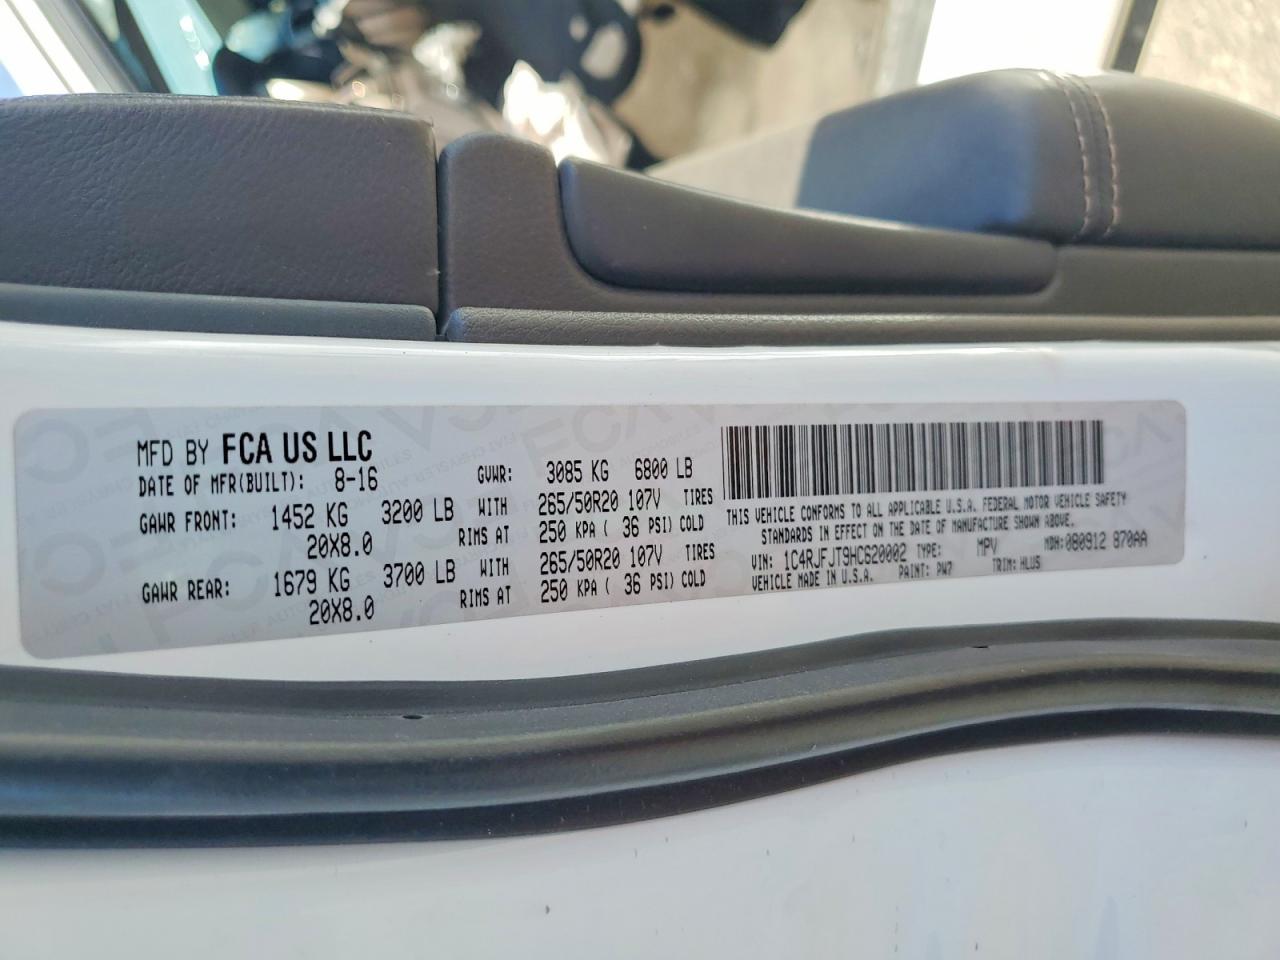 MFD BY FCA US LLC
DATE OF MFR(BUILT): 8-16 GVWR: 3085 KG 6800 LB
GAWR FRONT: 1452 KG 3200 LB WITH 265/50R20 107V TIRES
20X8.0 RIMS AT 250 KPA ( 36 PSI) COLD
GAWR REAR: 1679 KG 3700 LB WITH 265/50R20 107V TIRES
20X8.0 RIMS AT 250 KPA ( 36 PSI) COLD
THIS VEHICLE CONFORMS TO ALL APPLICABLE U.S.A. FEDERAL MOTOR VEHICLE SAFETY
STANDARDS IN EFFECT ON THE DATE OF MANUFACTURE SHOWN ABOVE.
VIN: 1C4RJFJT9HC620002 TYPE: MPV MDH:080912 870AA
VEHICLE MADE IN U.S.A. PAINT: PW7 TRIM: HLUS